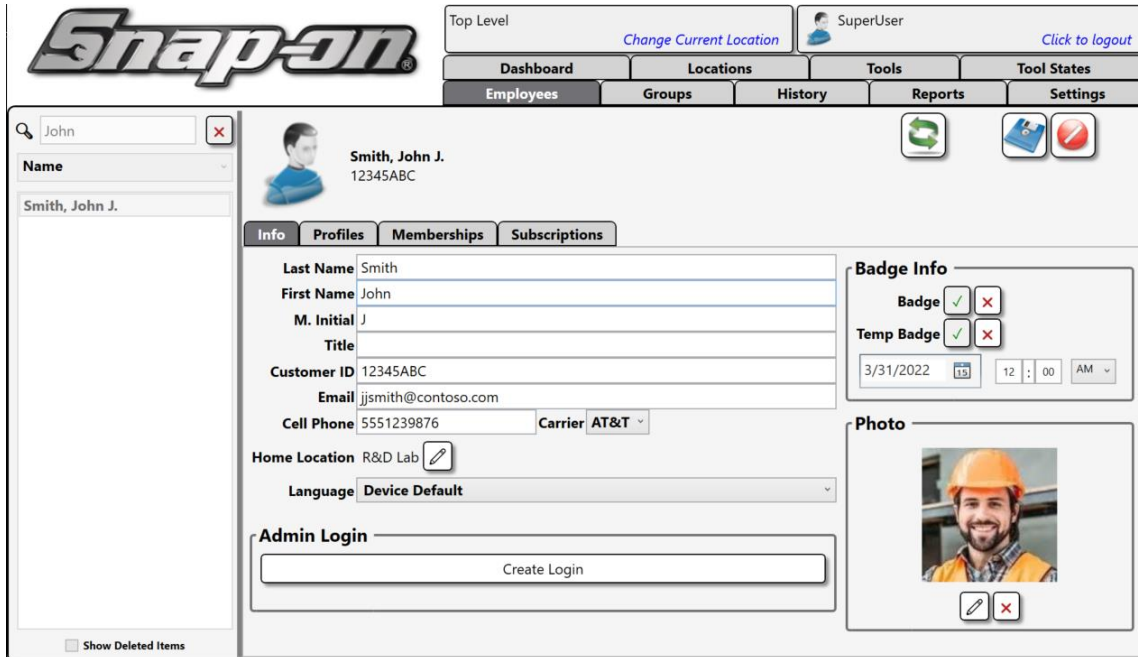 Snap-on®
Top Level
Change Current Location
SuperUser
Click to logout
Dashboard Locations Tools Tool States
Employees Groups History Reports Settings
John
Name
Smith, John J.
Show Deleted Items
Smith, John J.
12345ABC
Info Profiles Memberships Subscriptions
Last Name Smith
First Name John
M. Initial J
Title
Customer ID 12345ABC
Email jjsmith@contoso.com
Cell Phone 5551239876 Carrier AT&T
Home Location R&D Lab
Language Device Default
Admin Login
Create Login
Badge Info
Badge
Temp Badge
3/31/2022 15 12 : 00 AM
Photo